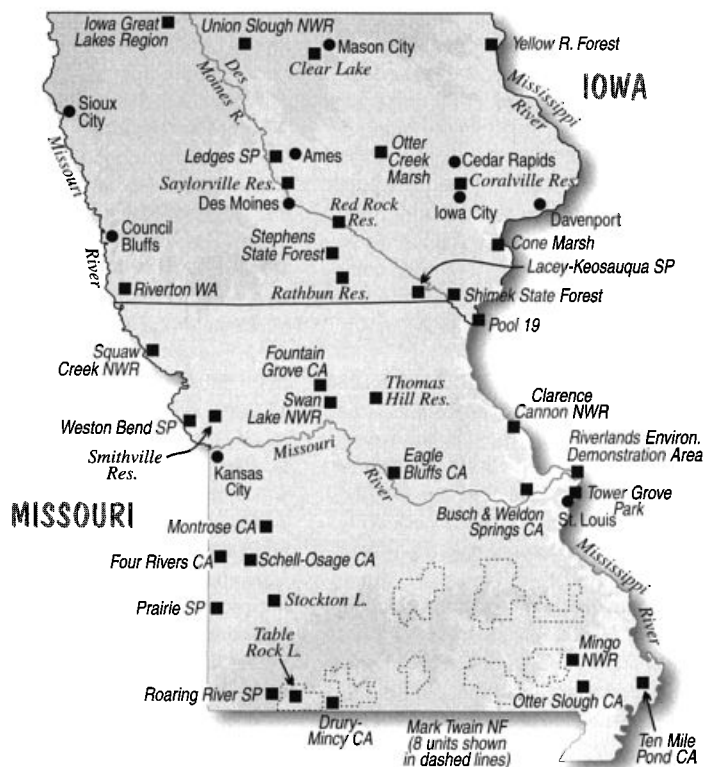 Iowa Great
Lakes Region
Union Slough NWR
Mason City
Clear Lake
Yellow R. Forest
Des
Moines R.
Mississippi
River
IOWA
Sioux
City
Missouri
River
Ledges SP
Ames
Otter
Creek
Marsh
Cedar Rapids
Coralville Res.
Saylorville Res.
Des Moines
Red Rock
Res.
Iowa City
Davenport
Council
Bluffs
Stephens
State Forest
Cone Marsh
Lacey-Keosauqua SP
Riverton WA
Rathbun Res.
Shimek State Forest
Pool 19
Squaw
Creek NWR
Fountain
Grove CA
Swan
Lake NWR
Thomas
Hill Res.
Clarence
Cannon NWR
Weston Bend SP
Smithville
Res.
Missouri
River
Kansas
City
Eagle
Bluffs CA
Riverlands Environ.
Demonstration Area
Tower Grove
Park
St. Louis
Busch & Weldon
Springs CA
MISSOURI
Montrose CA
Four Rivers CA
Schell-Osage CA
Mississippi
River
Prairie SP
Stockton L.
Table
Rock L.
Mingo
NWR
Roaring River SP
Otter Slough CA
Drury-
Mincy CA
Mark Twain NF
(8 units shown
in dashed lines)
Ten Mile
Pond CA